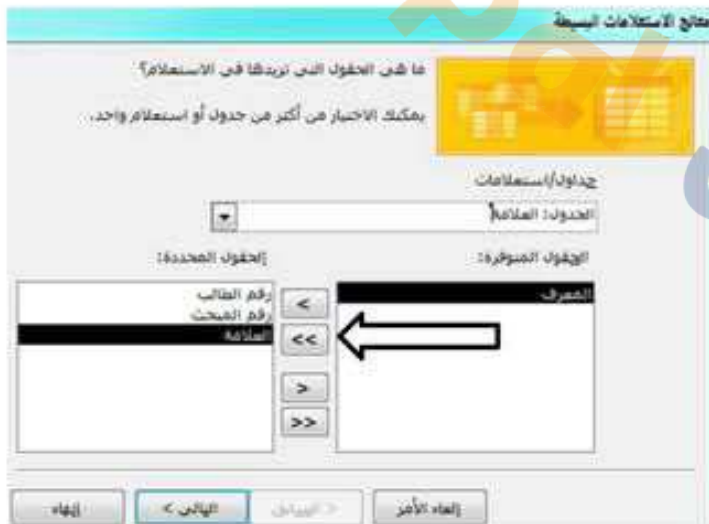 معالج الاستعلامات البسيطة
ما هي الحقول التي تريدها في الاستعلام؟
يمكنك الاختيار من أكثر من جدول أو استعلام واحد.
جداول/استعلامات
الجدول: العلامة
الحقول المتوفرة:
الحقول المحددة:
المعرف
رقم الطالب
رقم المبحث
العلامة
>
>>
<
<<
إلغاء الأمر
< السابق
التالي >
إنهاء